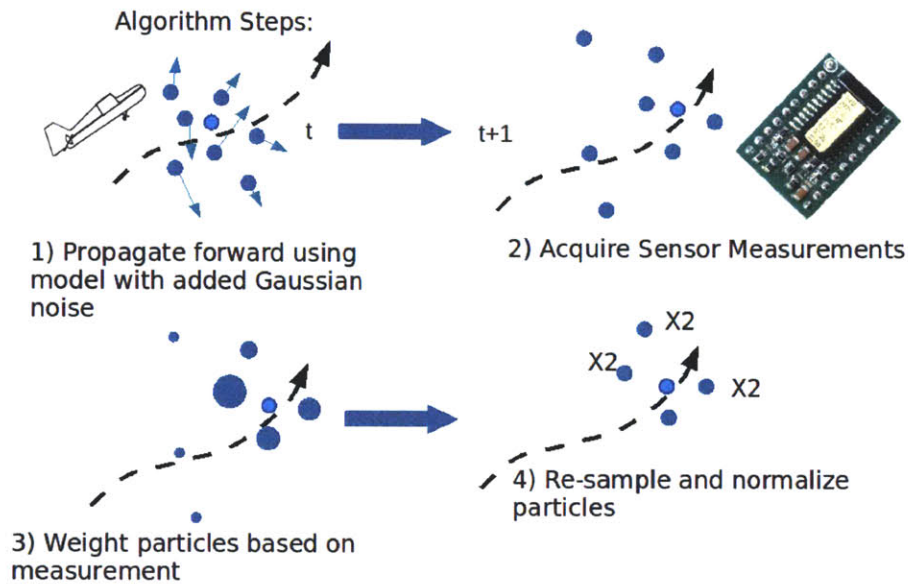 Algorithm Steps:
t
t+1
1) Propagate forward using
model with added Gaussian
noise
2) Acquire Sensor Measurements
X2
X2
X2
3) Weight particles based on
measurement
4) Re-sample and normalize
particles